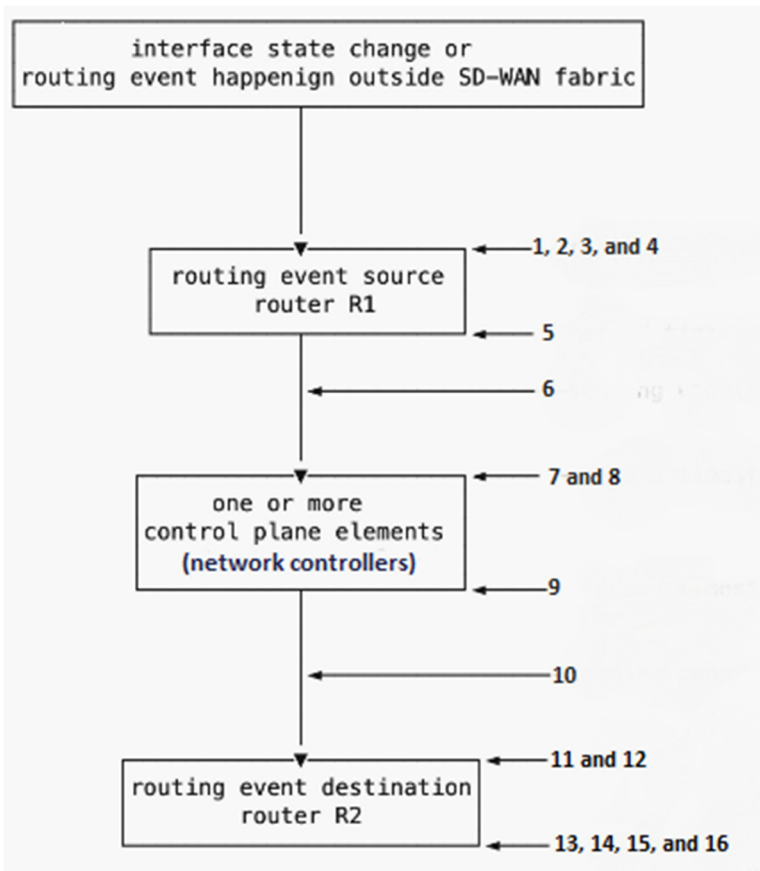 interface state change or
routing event happenign outside SD-WAN fabric
1, 2, 3, and 4
routing event source
router R1
5
6
7 and 8
one or more
control plane elements
(network controllers)
9
10
11 and 12
routing event destination
router R2
13, 14, 15, and 16